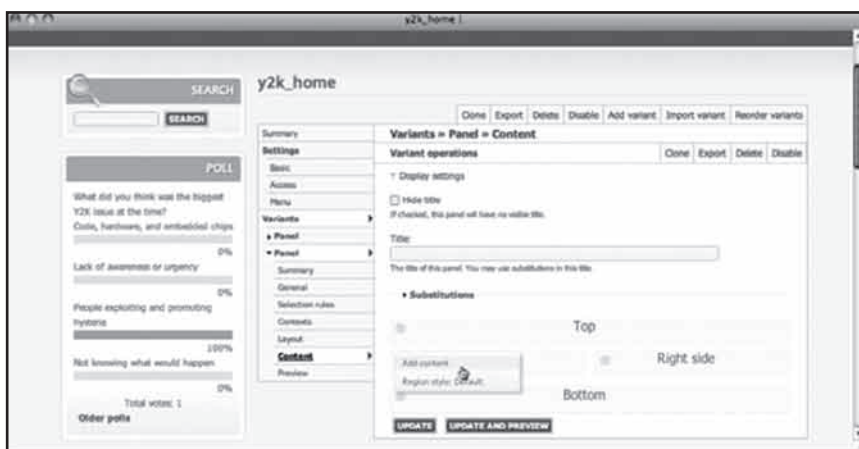 y2k_home
SEARCH
SEARCH
POLL
What did you think was the biggest
Y2K issue at the time?
Code, hardware, and embedded chips
0%
Lack of awareness or urgency
0%
People exploiting and promoting
hysteria
100%
Not knowing what would happen
0%
Total votes: 1
Older polls
y2k_home
Clone Export Delete Disable Add variant Import variant Reorder variants
Summary
Settings
Basic
Access
Menu
Variants
Panel
Panel
Summary
General
Selection rules
Contexts
Layout
Content
Preview
Variants » Panel » Content
Variant operations
Clone Export Delete Disable
Display settings
Hide title
If checked, this panel will have no visible title.
Title:
The title of this panel. You may use substitutions in this title.
Substitutions
Top
Add content
Region style: Default
Right side
Bottom
UPDATE UPDATE AND PREVIEW